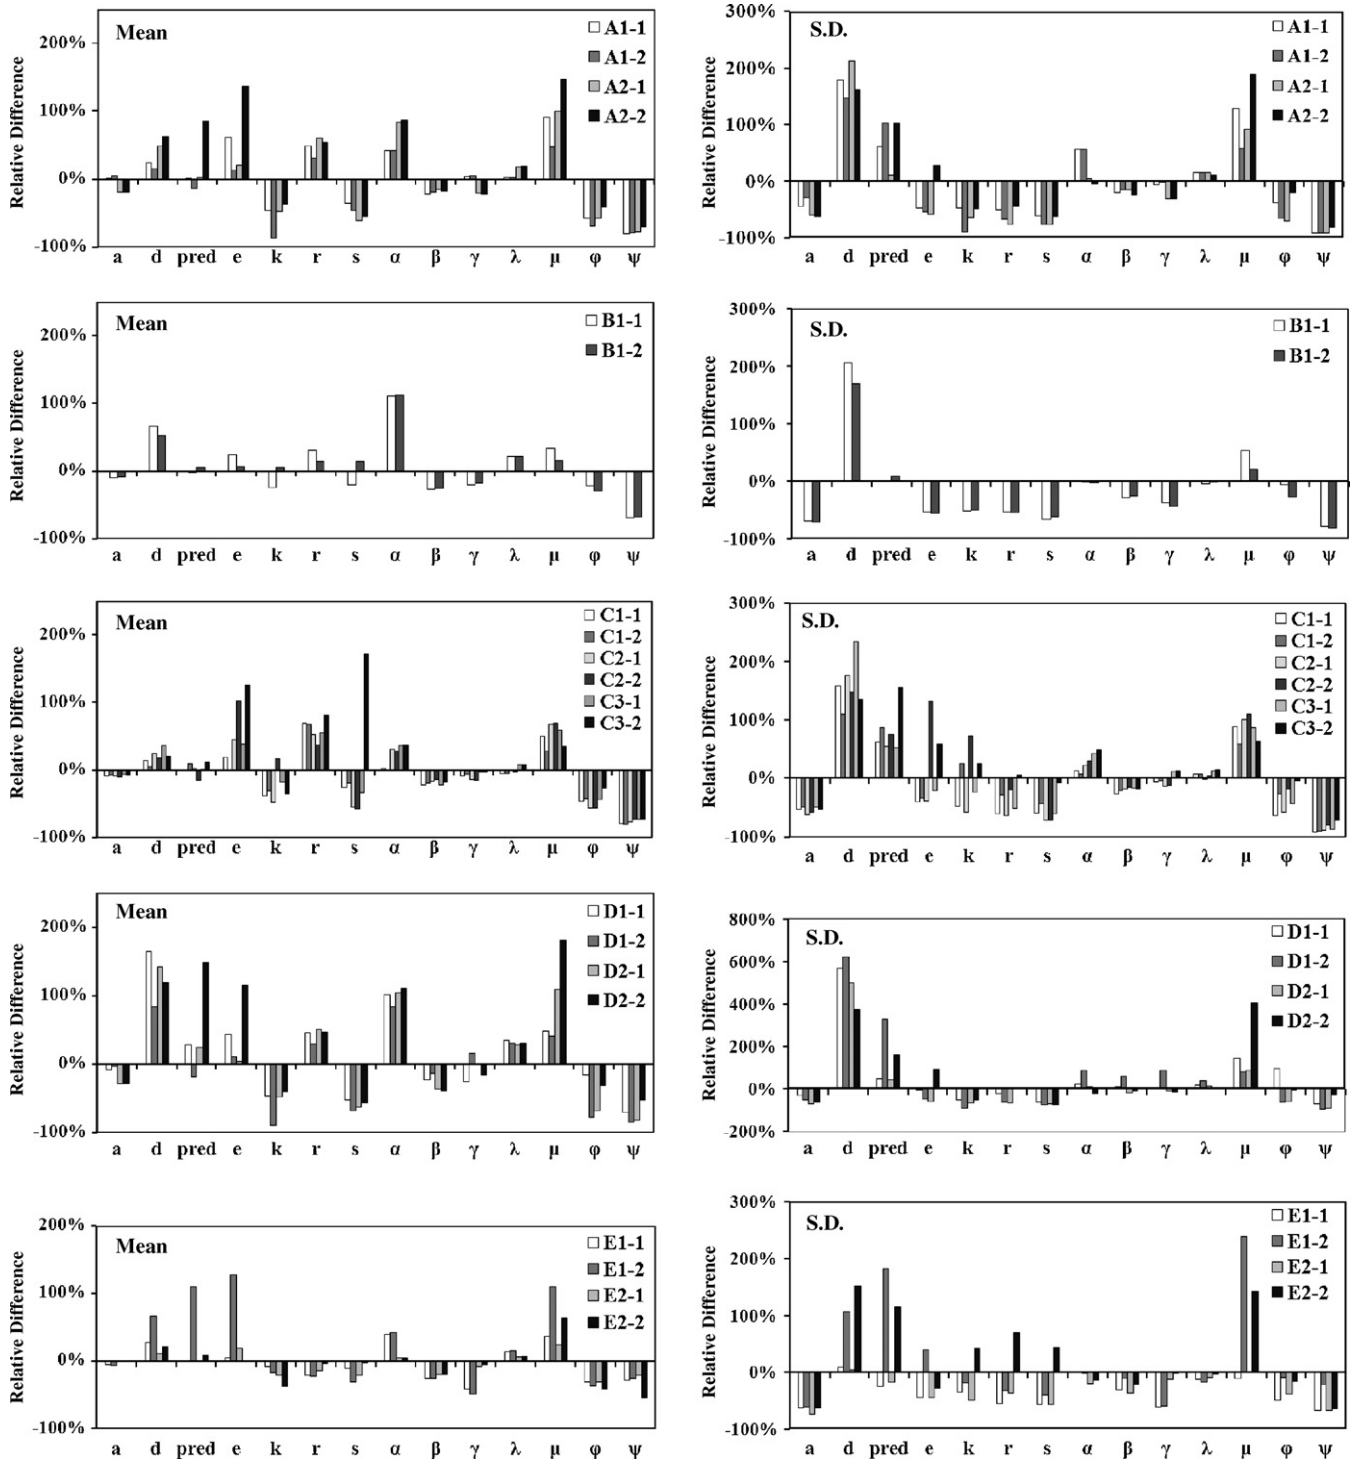 Mean
A1-1
A1-2
A2-1
A2-2
Relative Difference
200%
100%
0%
-100%
a d pred e k r s α β γ λ μ φ ψ
S.D.
A1-1
A1-2
A2-1
A2-2
Relative Difference
300%
200%
100%
0%
-100%
a d pred e k r s α β γ λ μ φ ψ
Mean
B1-1
B1-2
Relative Difference
200%
100%
0%
-100%
a d pred e k r s α β γ λ μ φ ψ
S.D.
B1-1
B1-2
Relative Difference
300%
200%
100%
0%
-100%
a d pred e k r s α β γ λ μ φ ψ
Mean
C1-1
C1-2
C2-1
C2-2
C3-1
C3-2
Relative Difference
200%
100%
0%
-100%
a d pred e k r s α β γ λ μ φ ψ
S.D.
C1-1
C1-2
C2-1
C2-2
C3-1
C3-2
Relative Difference
300%
200%
100%
0%
-100%
a d pred e k r s α β γ λ μ φ ψ
Mean
D1-1
D1-2
D2-1
D2-2
Relative Difference
200%
100%
0%
-100%
a d pred e k r s α β γ λ μ φ ψ
S.D.
D1-1
D1-2
D2-1
D2-2
Relative Difference
800%
600%
400%
200%
0%
-200%
a d pred e k r s α β γ λ μ φ ψ
Mean
E1-1
E1-2
E2-1
E2-2
Relative Difference
200%
100%
0%
-100%
a d pred e k r s α β γ λ μ φ ψ
S.D.
E1-1
E1-2
E2-1
E2-2
Relative Difference
300%
200%
100%
0%
-100%
a d pred e k r s α β γ λ μ φ ψ